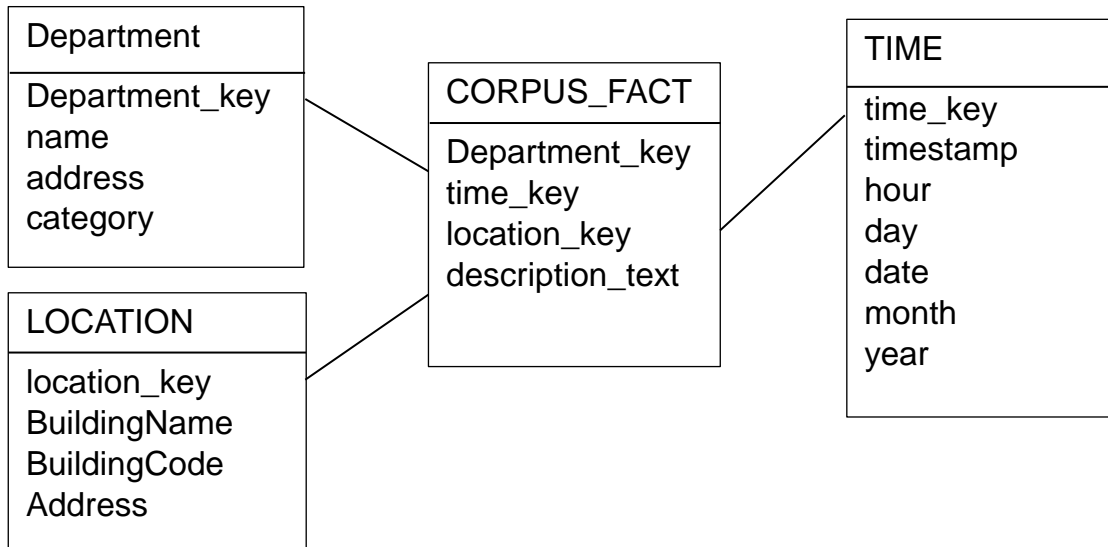 Department
Department_key
name
address
category
LOCATION
location_key
BuildingName
BuildingCode
Address
CORPUS_FACT
Department_key
time_key
location_key
description_text
TIME
time_key
timestamp
hour
day
date
month
year